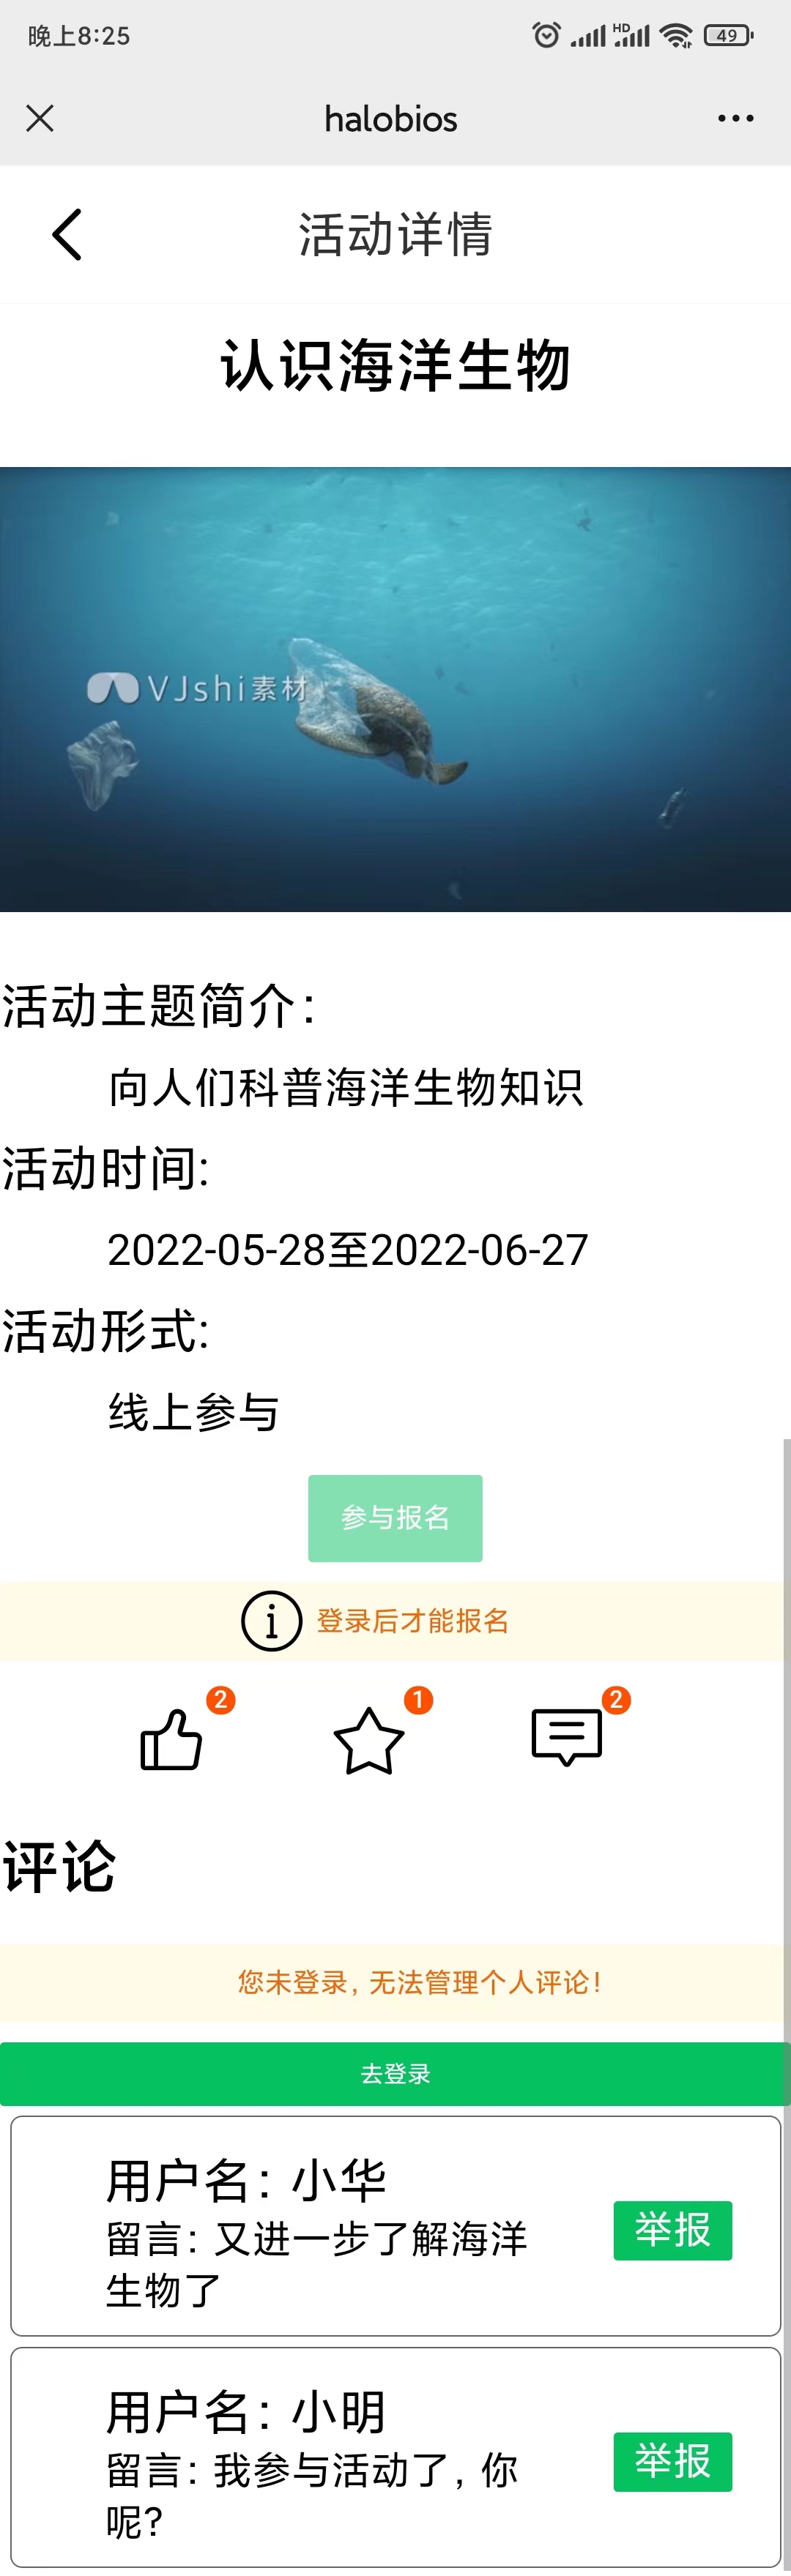 晚上8:25
HD
49
halobios
活动详情
认识海洋生物
VJshi素材
活动主题简介：
向人们科普海洋生物知识
活动时间:
2022-05-28至2022-06-27
活动形式:
线上参与
参与报名
登录后才能报名
2
1
2
评论
您未登录，无法管理个人评论！
去登录
用户名：小华
留言：又进一步了解海洋
生物了
举报
用户名：小明
留言：我参与活动了，你
呢？
举报